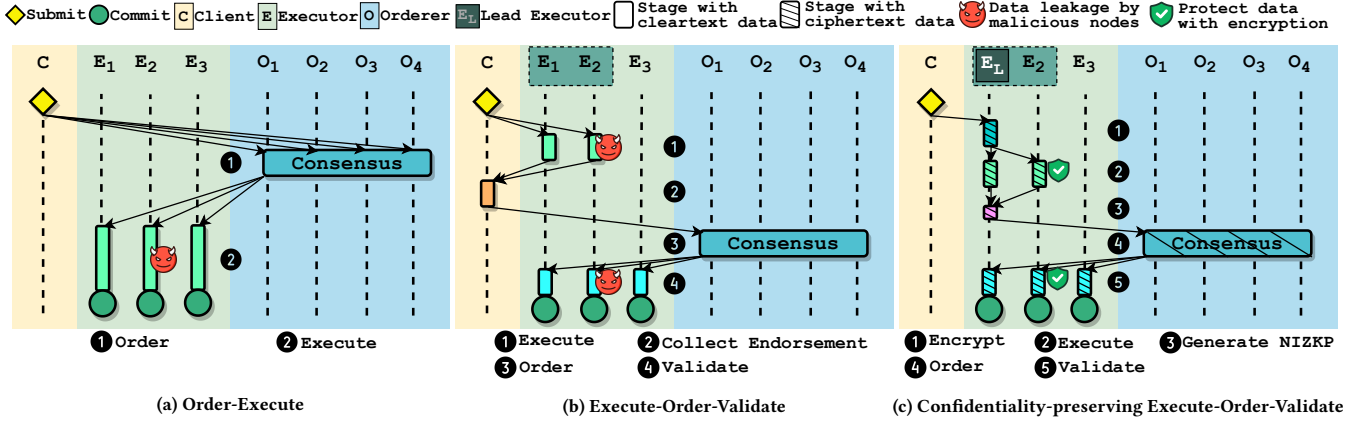 Submit Commit C Client E Executor O Orderer E_L Lead Executor Stage with cleartext data Stage with ciphertext data Data leakage by malicious nodes Protect data with encryption
C E1 E2 E3 O1 O2 O3 O4
1 Consensus
2
1 Order 2 Execute
(a) Order-Execute
C E1 E2 E3 O1 O2 O3 O4
1
2
3 Consensus
4
1 Execute 2 Collect Endorsement
3 Order 4 Validate
(b) Execute-Order-Validate
C E_L E2 E3 O1 O2 O3 O4
1
2
3
4 Consensus
5
1 Encrypt 2 Execute 3 Generate NIZKP
4 Order 5 Validate
(c) Confidentiality-preserving Execute-Order-Validate